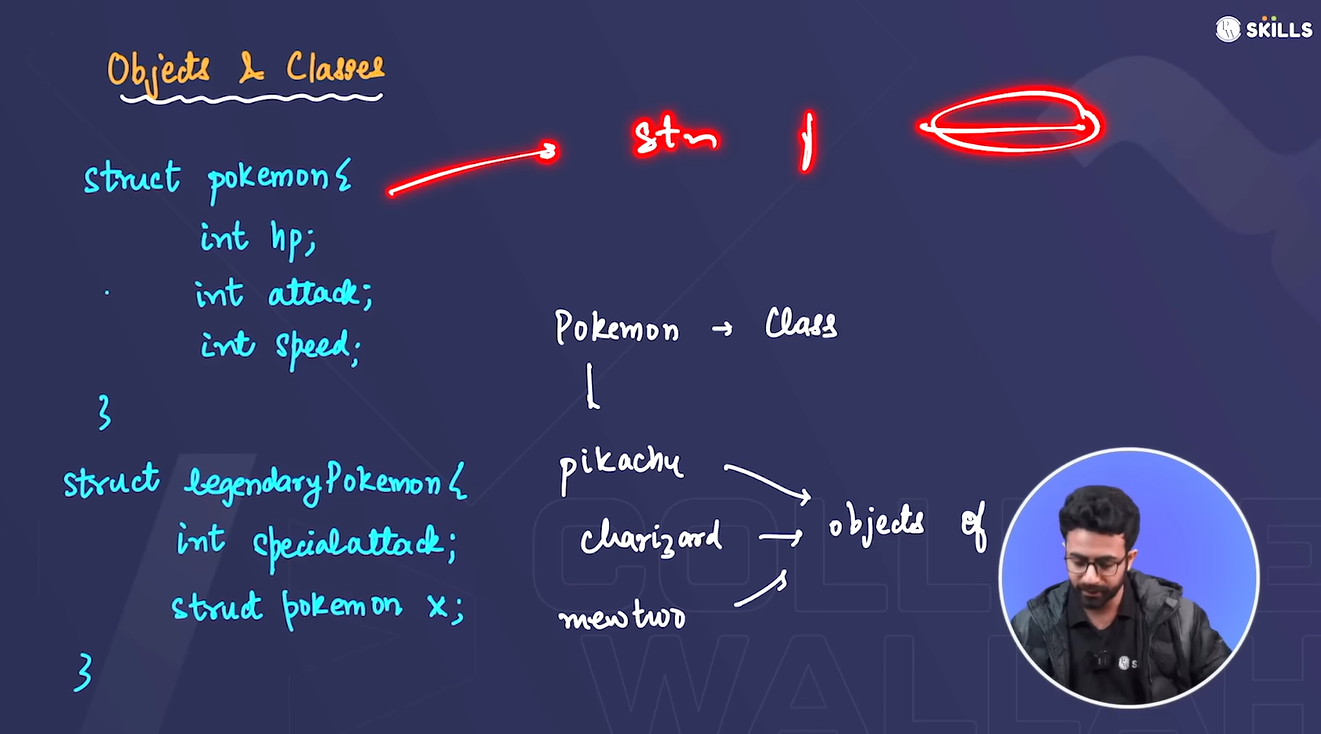 SKILLS
Objects & Classes
struct pokemon{
int hp;
int attack;
int speed;
}
struct legendaryPokemon{
int specialattack;
struct pokemon x;
}
Pokemon → Class
pikachu
charizard
mewtwo
objects of
COLLEGE
WALLAH